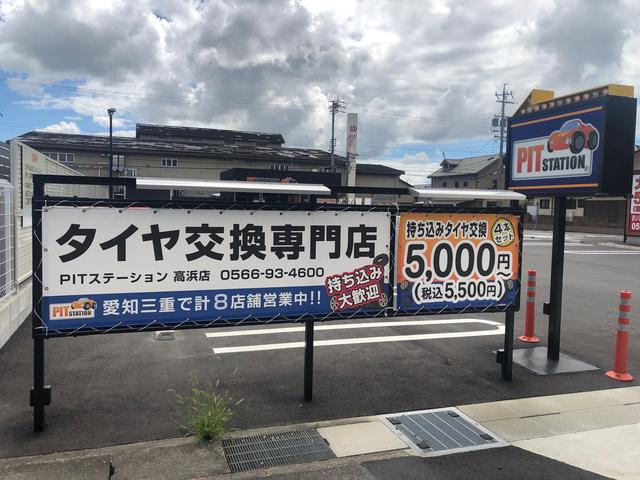 タイヤ交換専門店
PITステーション 高浜店 0566-93-4600
持ち込み
大歓迎
PIT STATION
愛知三重で計8店舗営業中!!
持ち込みタイヤ交換
4本
セット
5,000円
(税込5,500円)
PIT STATION